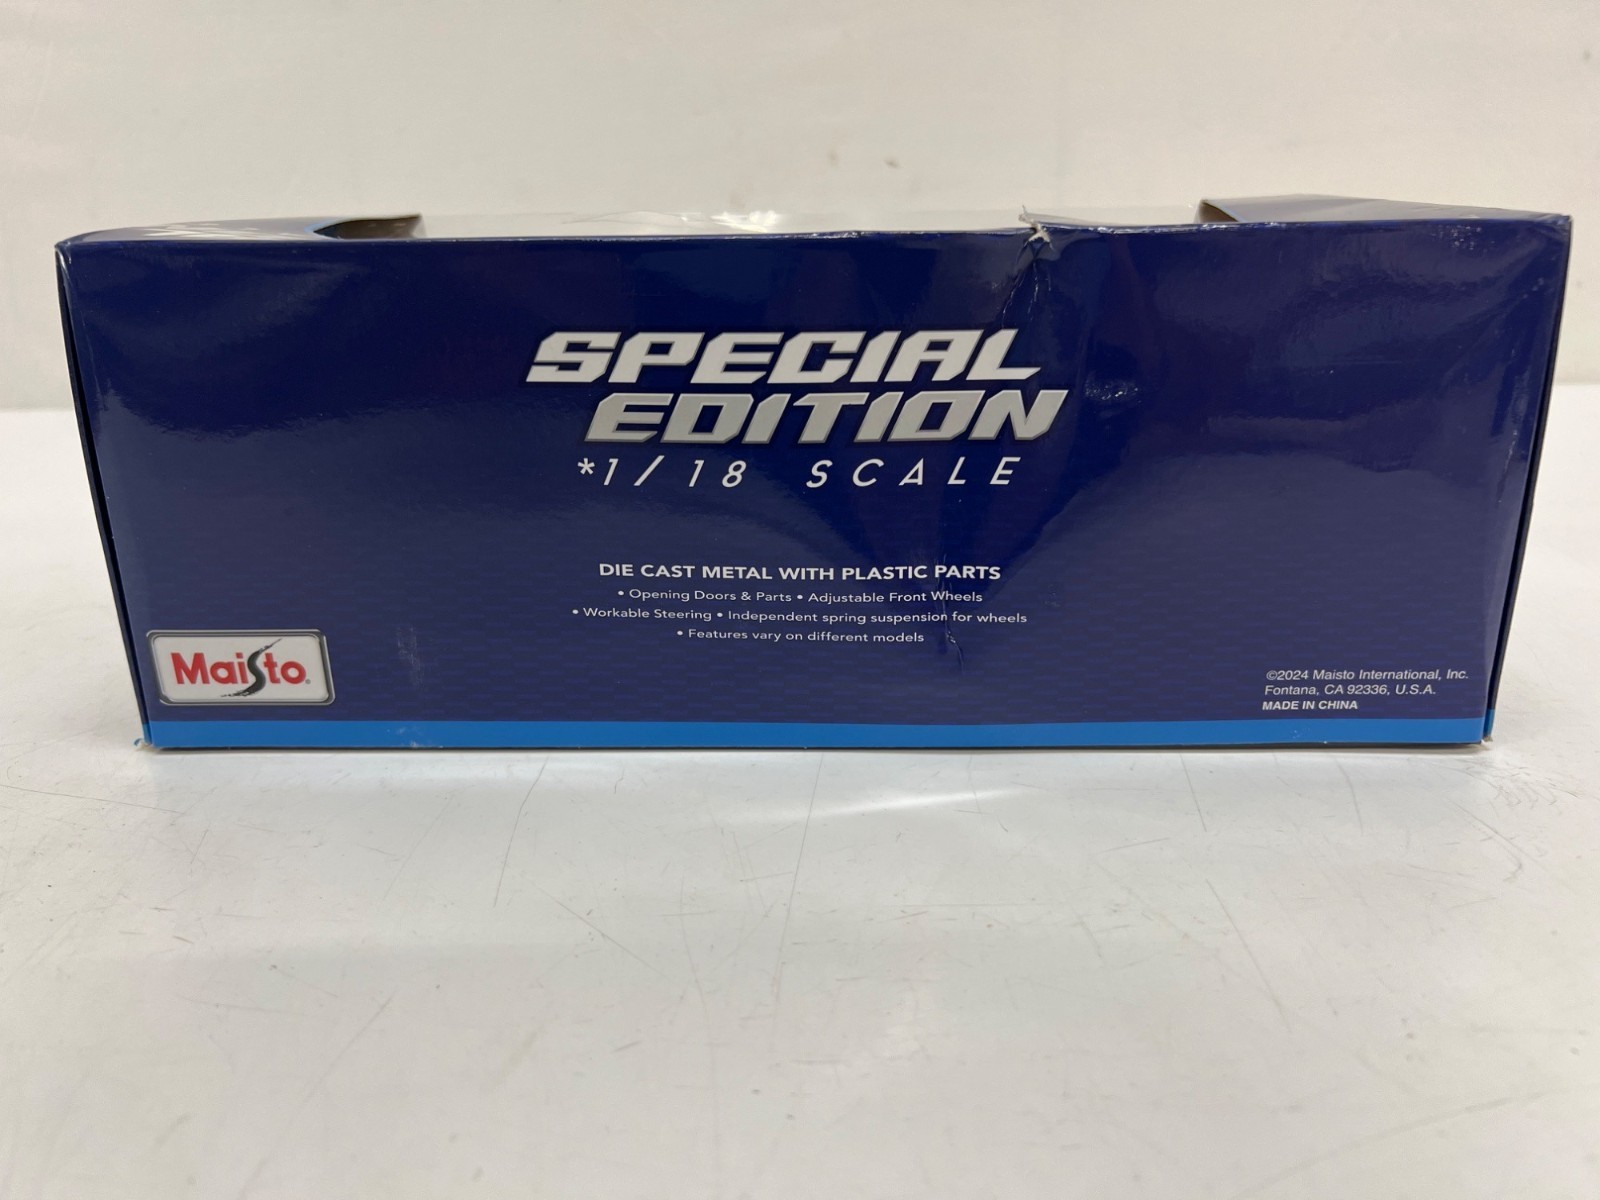 SPECIAL
EDITION
*1/18 SCALE
DIE CAST METAL WITH PLASTIC PARTS
• Opening Doors & Parts • Adjustable Front Wheels
• Workable Steering • Independent spring suspension for wheels
• Features vary on different models
Maisto
©2024 Maisto International, Inc.
Fontana, CA 92336, U.S.A.
MADE IN CHINA